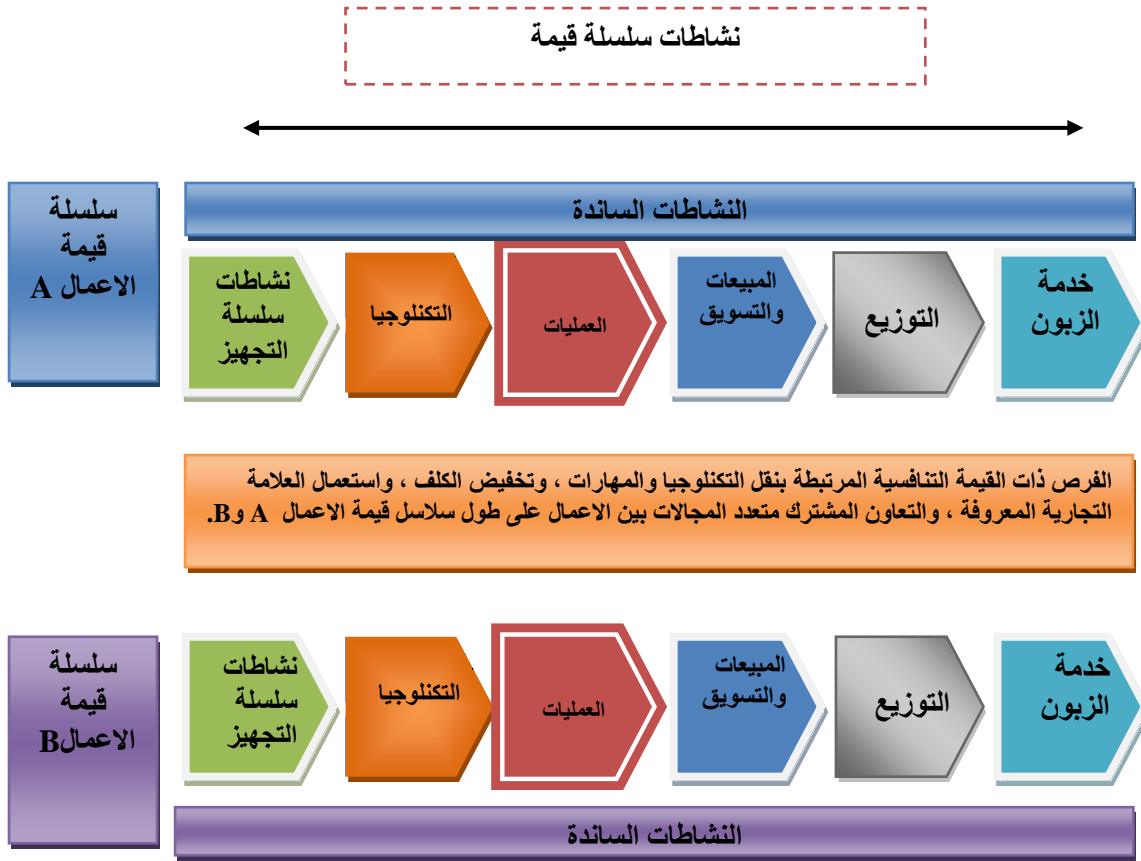 نشاطات سلسلة قيمة
سلسلة
قيمة
الاعمال A
النشاطات الساندة
نشاطات
سلسلة
التجهيز
التكنلوجيا
العمليات
المبيعات
والتسويق
التوزيع
خدمة
الزبون
الفرص ذات القيمة التنافسية المرتبطة بنقل التكنلوجيا والمهارات ، وتخفيض الكلف ، واستعمال العلامة
التجارية المعروفة ، والتعاون المشترك متعدد المجالات بين الاعمال على طول سلاسل قيمة الاعمال A وB.
سلسلة
قيمة
الاعمالB
نشاطات
سلسلة
التجهيز
التكنلوجيا
العمليات
المبيعات
والتسويق
التوزيع
خدمة
الزبون
النشاطات الساندة